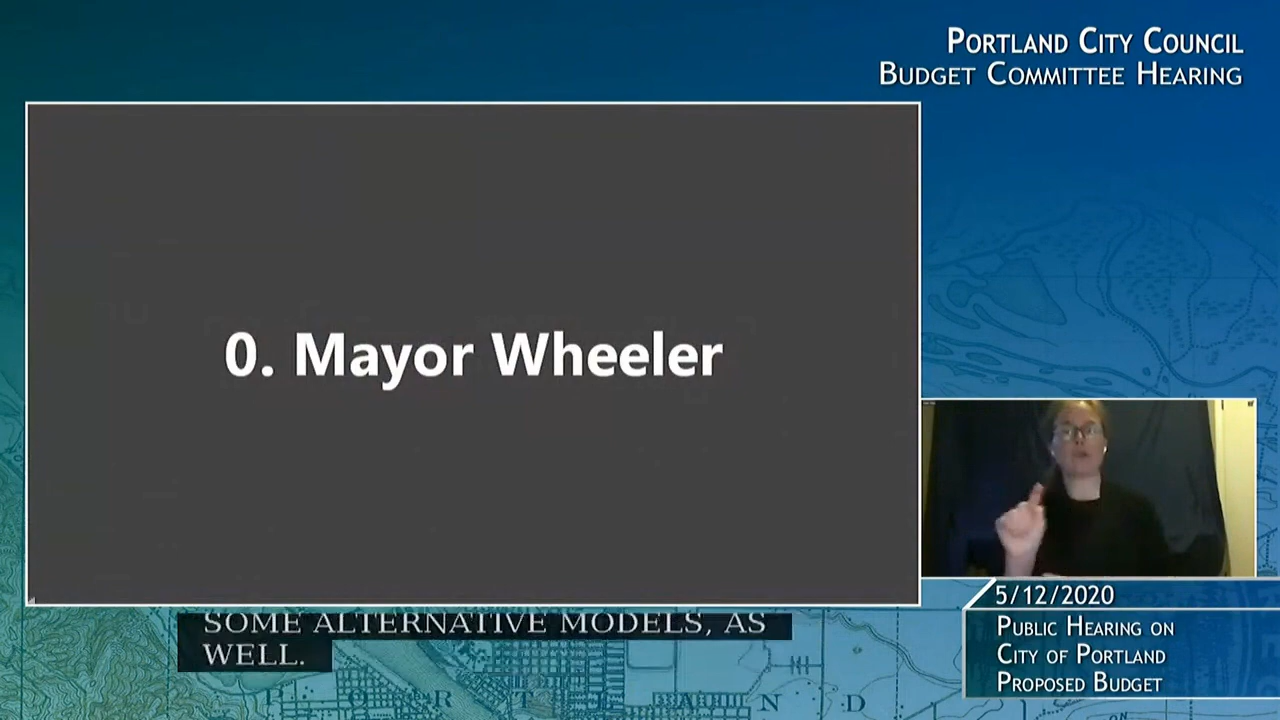 PORTLAND CITY COUNCIL
BUDGET COMMITTEE HEARING
0. Mayor Wheeler
5/12/2020
PUBLIC HEARING ON
CITY OF PORTLAND
PROPOSED BUDGET
SOME ALTERNATIVE MODELS, AS
WELL.
P O R T L A N D
ON